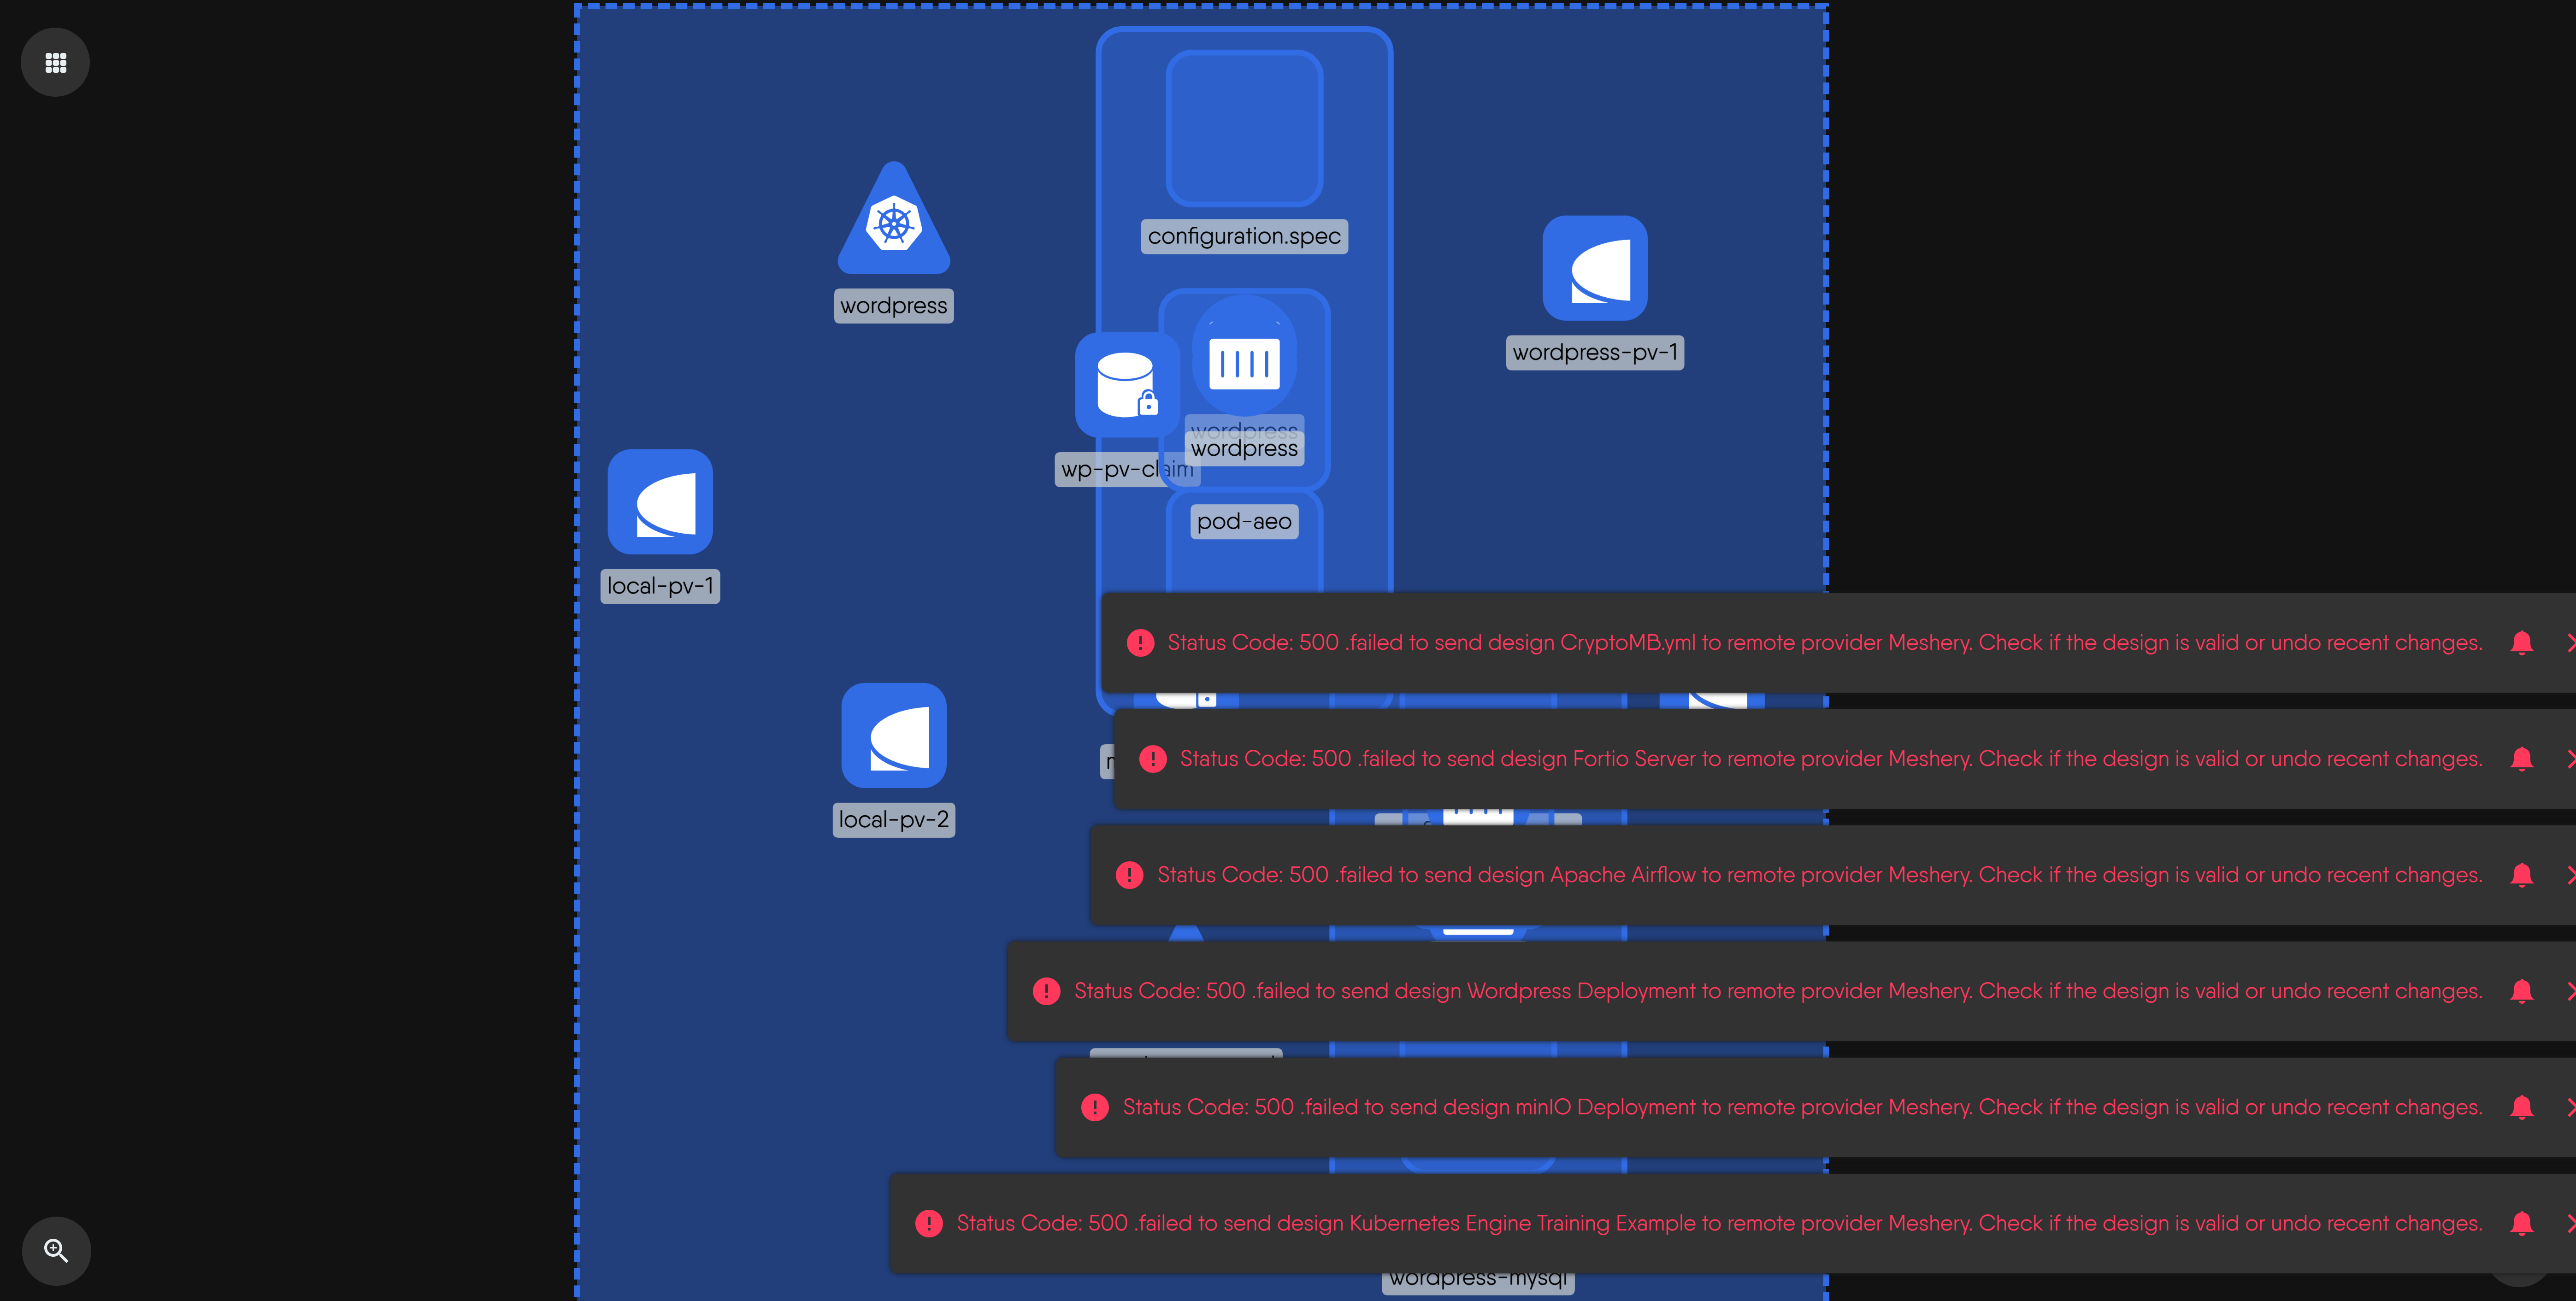 configuration.spec
wordpress
wordpress-pv-1
wordpress
wordpress
wp-pv-claim
pod-aeo
local-pv-1
Status Code: 500 .failed to send design CryptoMB.yml to remote provider Meshery. Check if the design is valid or undo recent changes.
Status Code: 500 .failed to send design Fortio Server to remote provider Meshery. Check if the design is valid or undo recent changes.
local-pv-2
Status Code: 500 .failed to send design Apache Airflow to remote provider Meshery. Check if the design is valid or undo recent changes.
Status Code: 500 .failed to send design Wordpress Deployment to remote provider Meshery. Check if the design is valid or undo recent changes.
Status Code: 500 .failed to send design minIO Deployment to remote provider Meshery. Check if the design is valid or undo recent changes.
Status Code: 500 .failed to send design Kubernetes Engine Training Example to remote provider Meshery. Check if the design is valid or undo recent changes.
wordpress-mysql